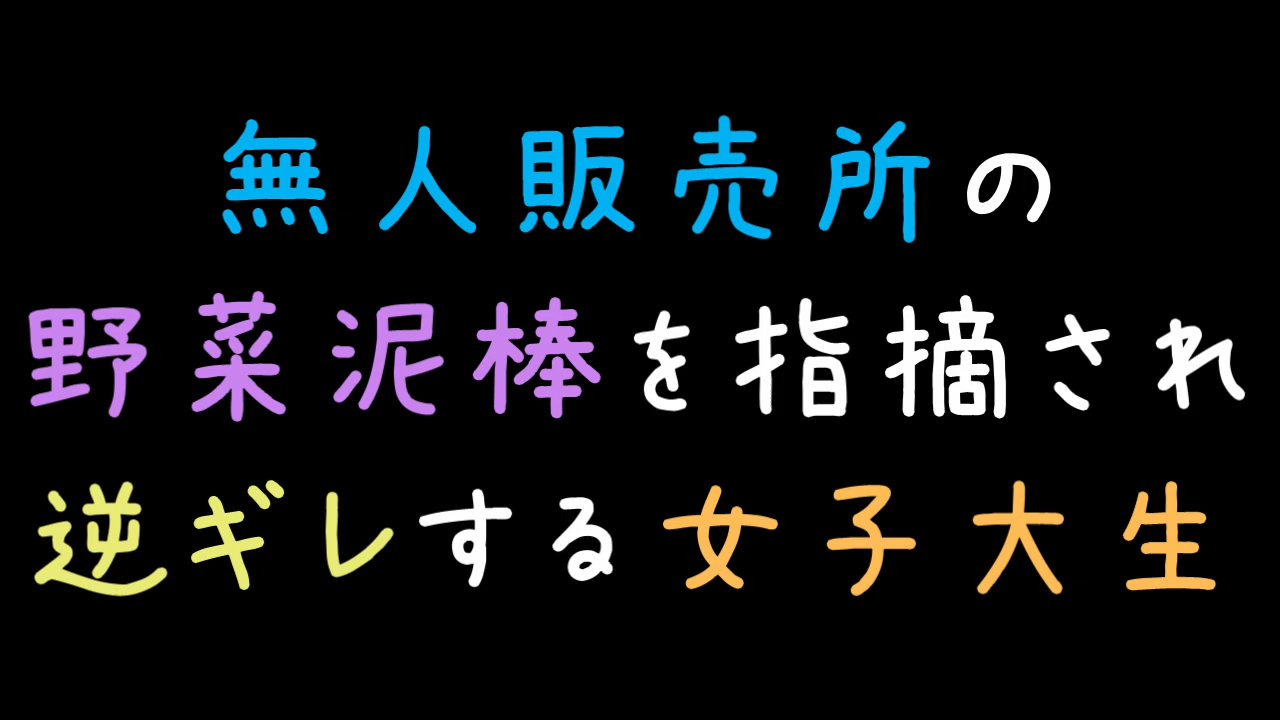 無人販売所の
野菜泥棒を指摘され
逆ギレする女子大生